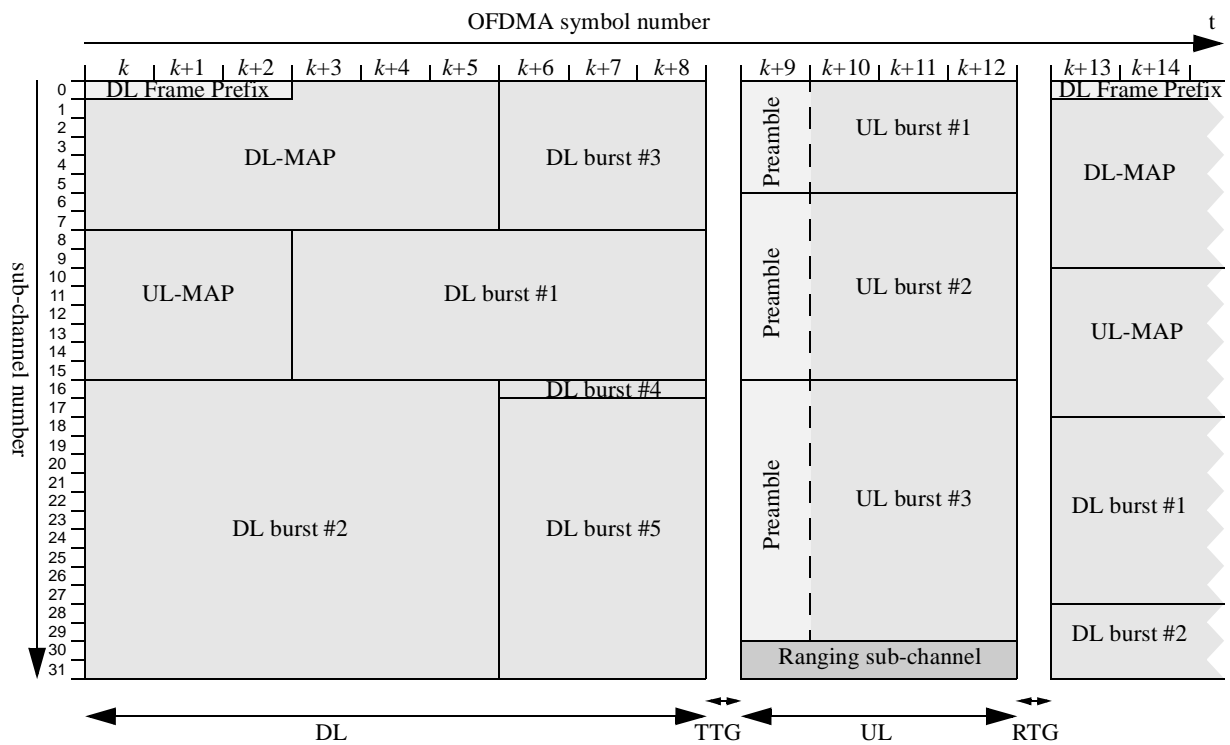 OFDMA symbol number
t
k k+1 k+2 k+3 k+4 k+5 k+6 k+7 k+8 k+9 k+10 k+11 k+12 k+13 k+14
sub-channel number
0
1
2
3
4
5
6
7
8
9
10
11
12
13
14
15
16
17
18
19
20
21
22
23
24
25
26
27
28
29
30
31
DL Frame Prefix
DL-MAP
DL burst #3
UL-MAP
DL burst #1
DL burst #4
DL burst #2
DL burst #5
Preamble
UL burst #1
Preamble
UL burst #2
Preamble
UL burst #3
Ranging sub-channel
DL Frame Prefix
DL-MAP
UL-MAP
DL burst #1
DL burst #2
DL
TTG
UL
RTG